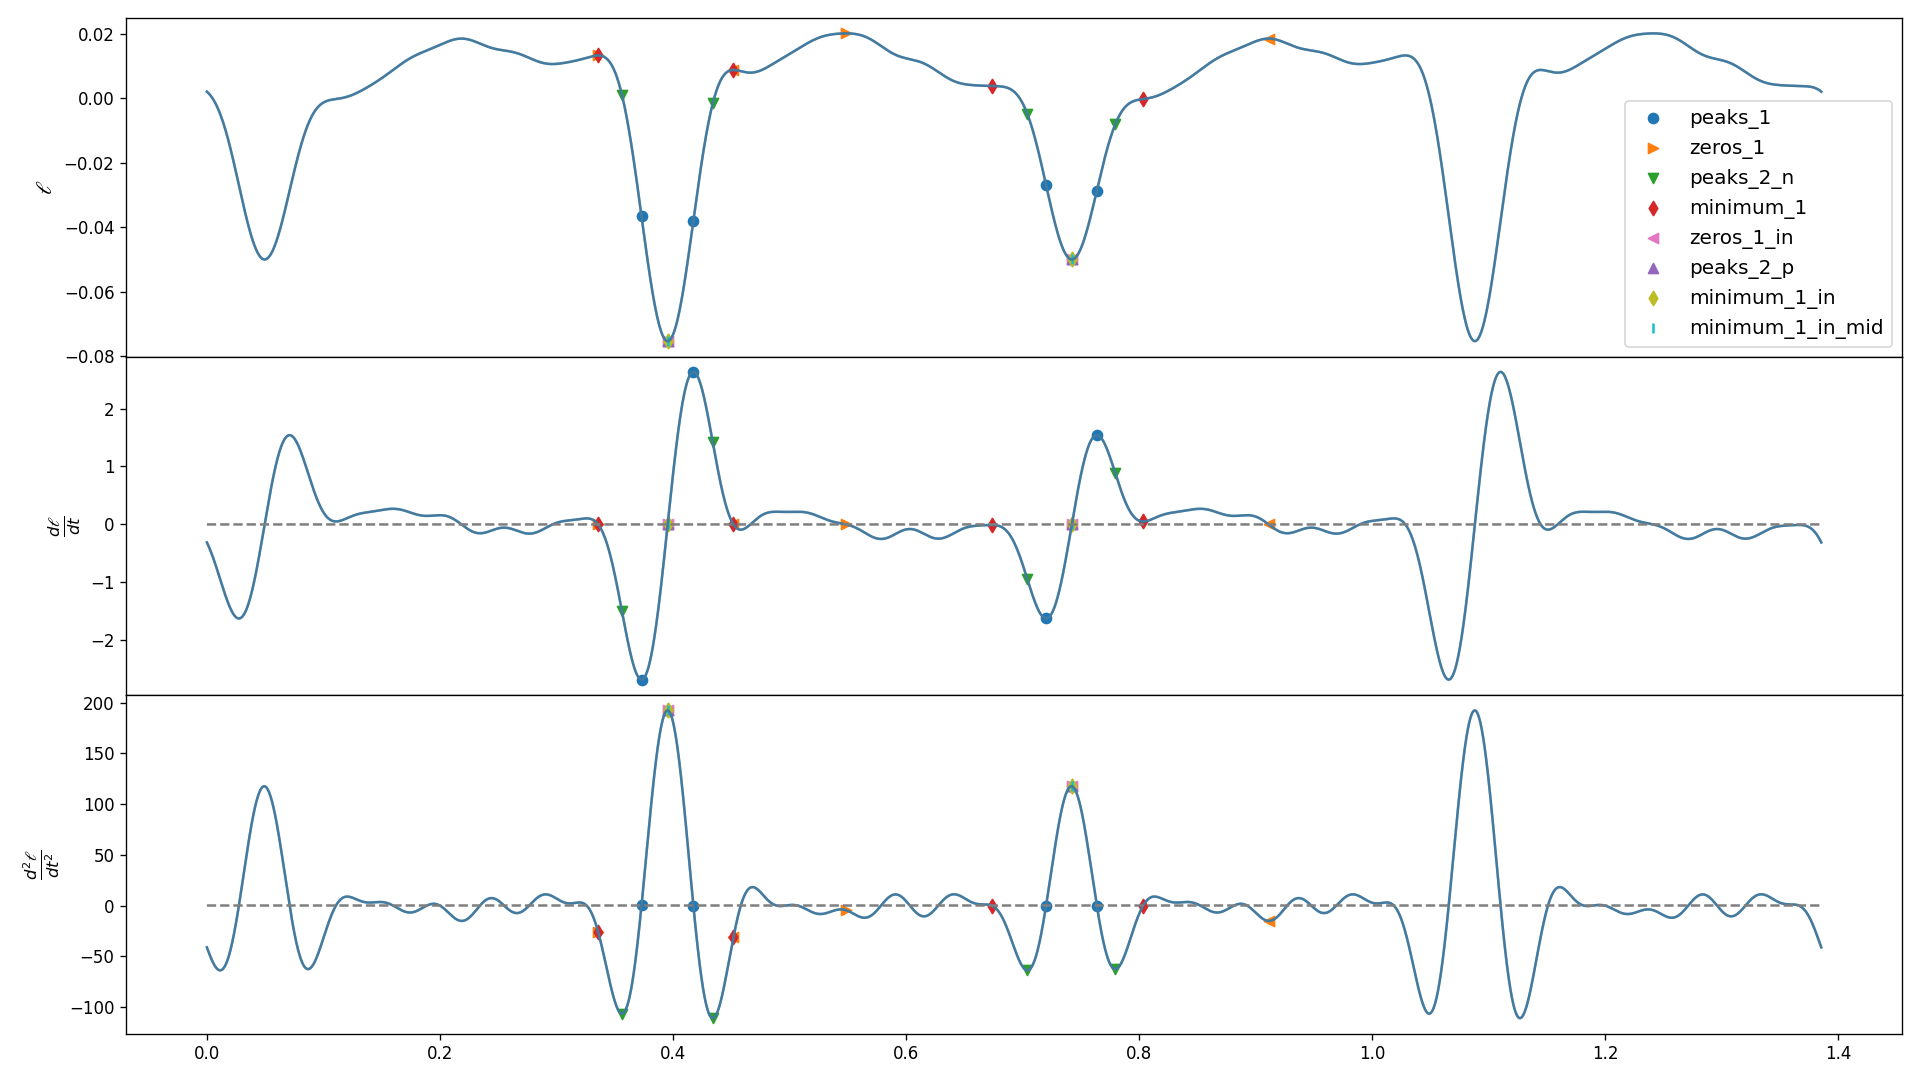 0.02
0.00
−0.02
−0.04
−0.06
−0.08
ℓ
peaks_1
zeros_1
peaks_2_n
minimum_1
zeros_1_in
peaks_2_p
minimum_1_in
minimum_1_in_mid
2
1
0
−1
−2
dℓ
dt
200
150
100
50
0
−50
−100
d²ℓ
dt²
0.0 0.2 0.4 0.6 0.8 1.0 1.2 1.4